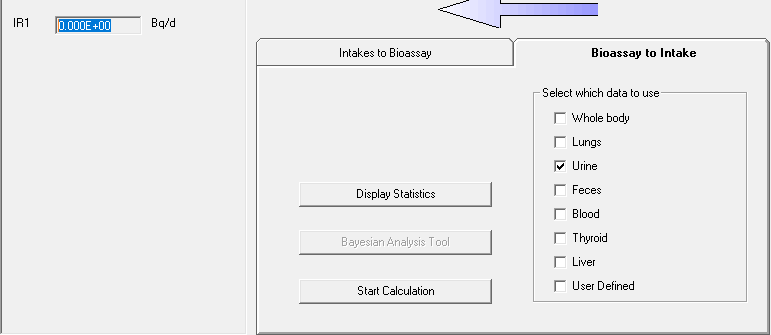 IR1 0.000E+00 Bq/d
Intakes to Bioassay Bioassay to Intake
Select which data to use
Whole body
Lungs
Urine
Display Statistics
Feces
Blood
Bayesian Analysis Tool
Thyroid
Liver
Start Calculation
User Defined